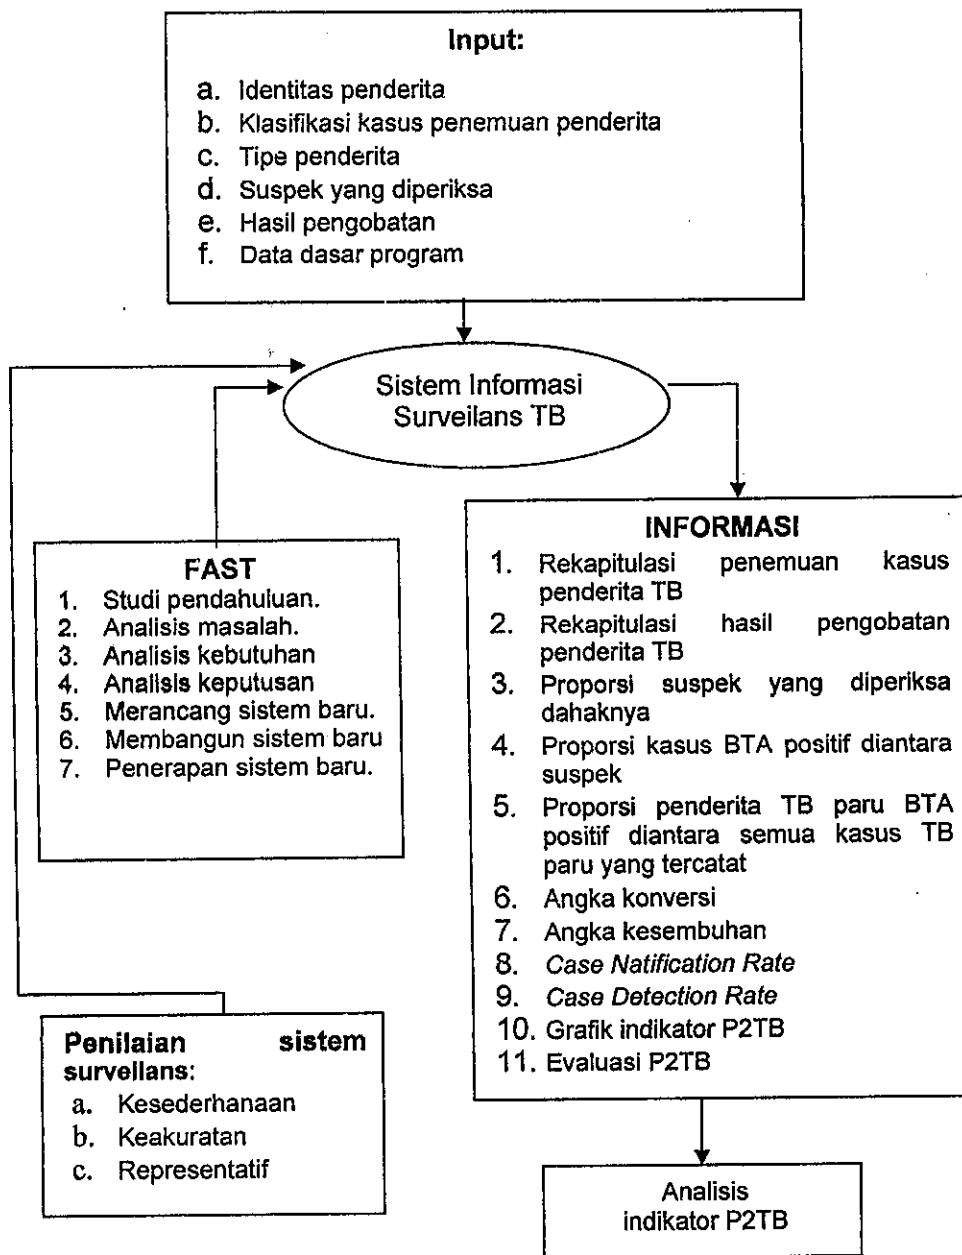 Input:
a. Identitas penderita
b. Klasifikasi kasus penemuan penderita
c. Tipe penderita
d. Suspek yang diperiksa
e. Hasil pengobatan
f. Data dasar program
Sistem Informasi
Surveilans TB
FAST
1. Studi pendahuluan.
2. Analisis masalah.
3. Analisis kebutuhan
4. Analisis keputusan
5. Merancang sistem baru.
6. Membangun sistem baru
7. Penerapan sistem baru.
INFORMASI
1. Rekapitulasi penemuan kasus
penderita TB
2. Rekapitulasi hasil pengobatan
penderita TB
3. Proporsi suspek yang diperiksa
dahaknya
4. Proporsi kasus BTA positif diantara
suspek
5. Proporsi penderita TB paru BTA
positif diantara semua kasus TB
paru yang tercatat
6. Angka konversi
7. Angka kesembuhan
8. Case Natification Rate
9. Case Detection Rate
10. Grafik indikator P2TB
11. Evaluasi P2TB
Penilaian sistem
surveilans:
a. Kesederhanaan
b. Keakuratan
c. Representatif
Analisis
indikator P2TB